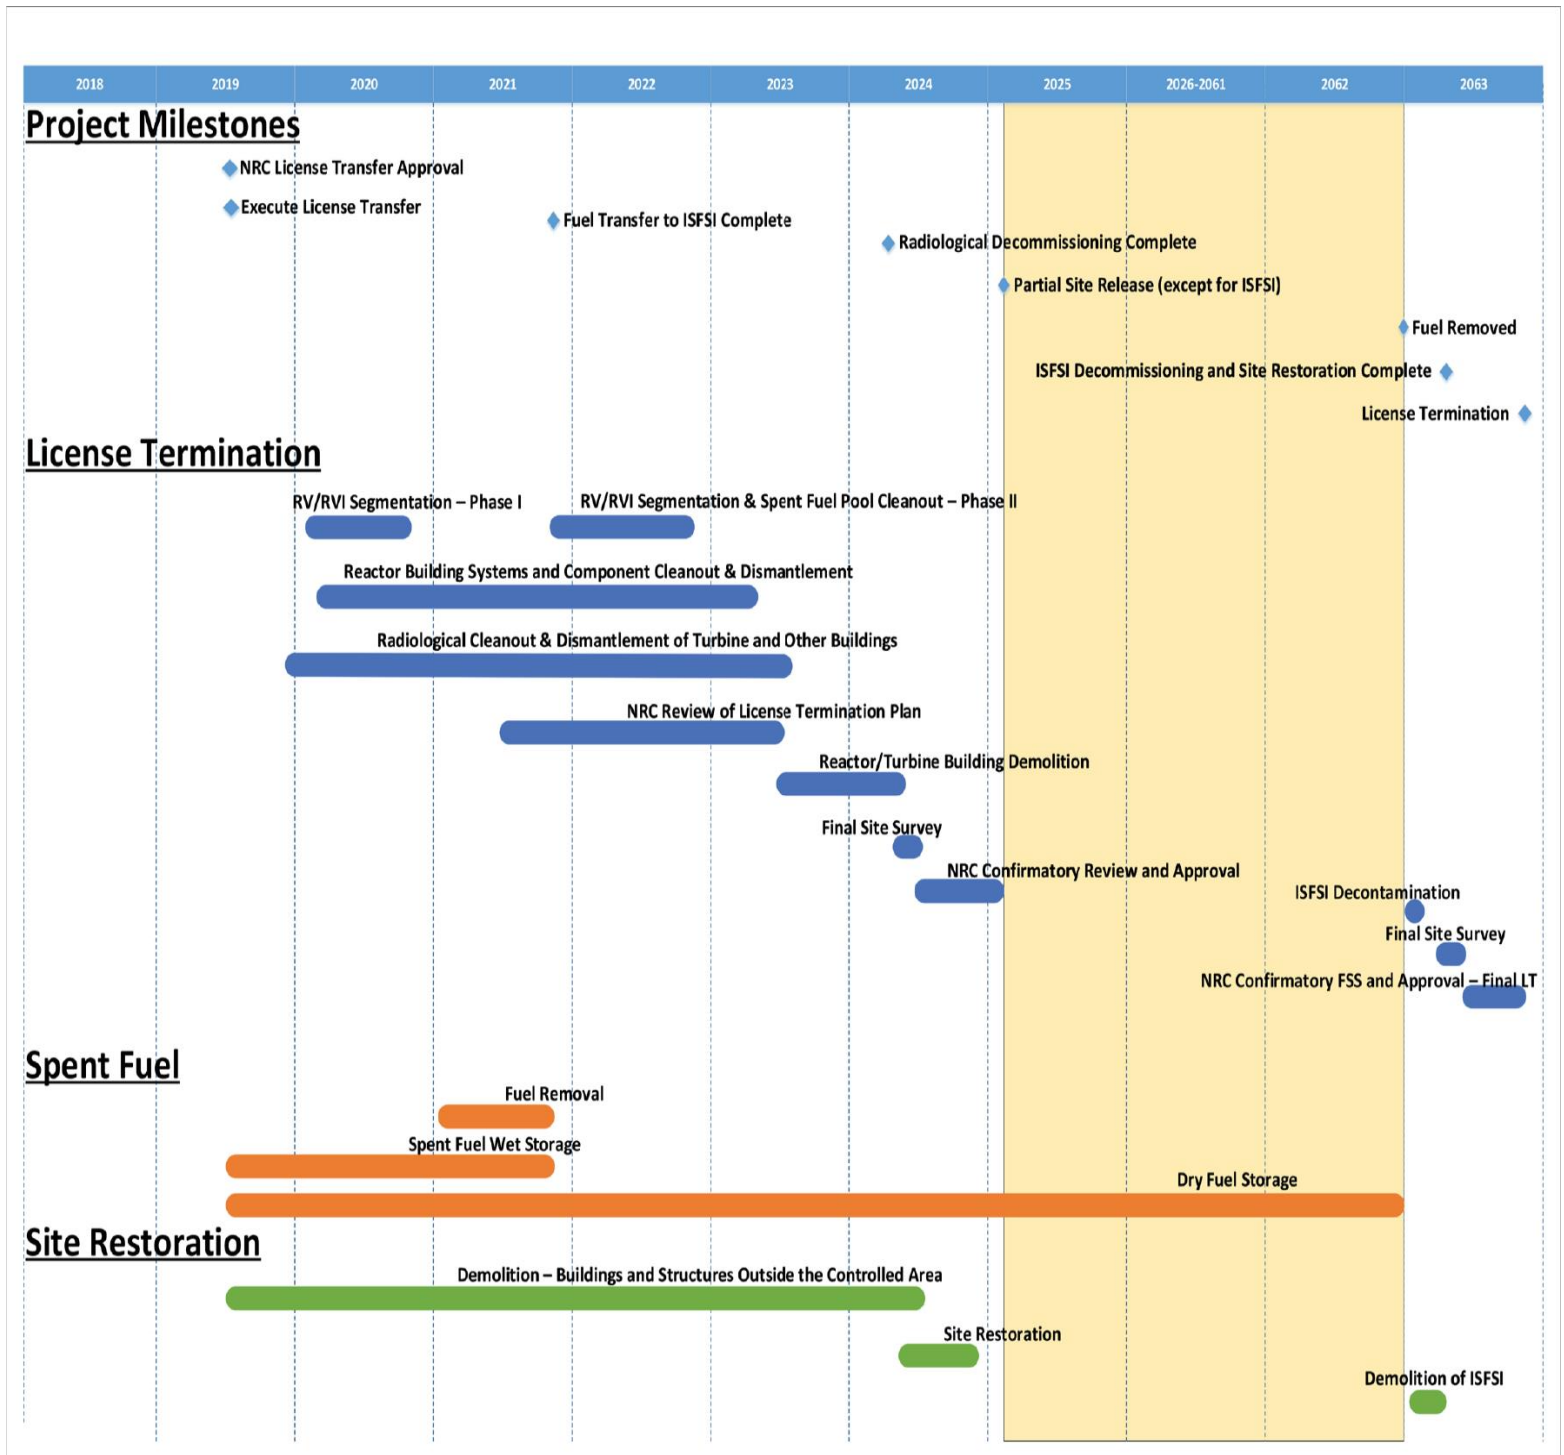 2018 2019 2020 2021 2022 2023 2024 2025 2026-2061 2062 2063
Project Milestones
NRC License Transfer Approval
Execute License Transfer
Fuel Transfer to ISFSI Complete
Radiological Decommissioning Complete
Partial Site Release (except for ISFSI)
Fuel Removed
ISFSI Decommissioning and Site Restoration Complete
License Termination
License Termination
RV/RVI Segmentation – Phase I
RV/RVI Segmentation & Spent Fuel Pool Cleanout – Phase II
Reactor Building Systems and Component Cleanout & Dismantlement
Radiological Cleanout & Dismantlement of Turbine and Other Buildings
NRC Review of License Termination Plan
Reactor/Turbine Building Demolition
Final Site Survey
NRC Confirmatory Review and Approval
ISFSI Decontamination
Final Site Survey
NRC Confirmatory FSS and Approval – Final LT
Spent Fuel
Fuel Removal
Spent Fuel Wet Storage
Dry Fuel Storage
Site Restoration
Demolition – Buildings and Structures Outside the Controlled Area
Site Restoration
Demolition of ISFSI